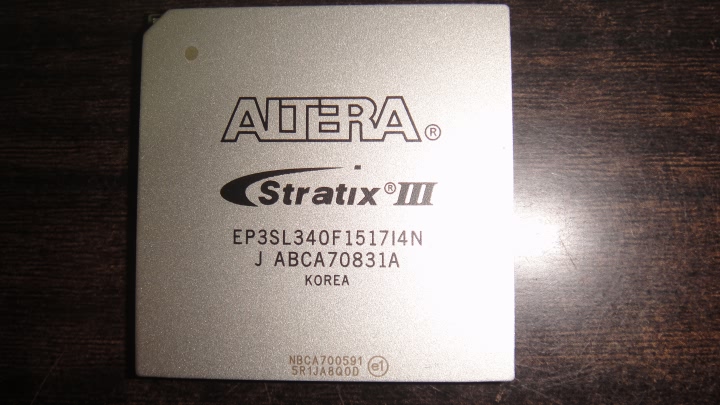 ALTERA®
Stratix® III
EP3SL340F1517I4N
J ABCA70831A
KOREA
NBCA700591
5R1JA8Q0D e1